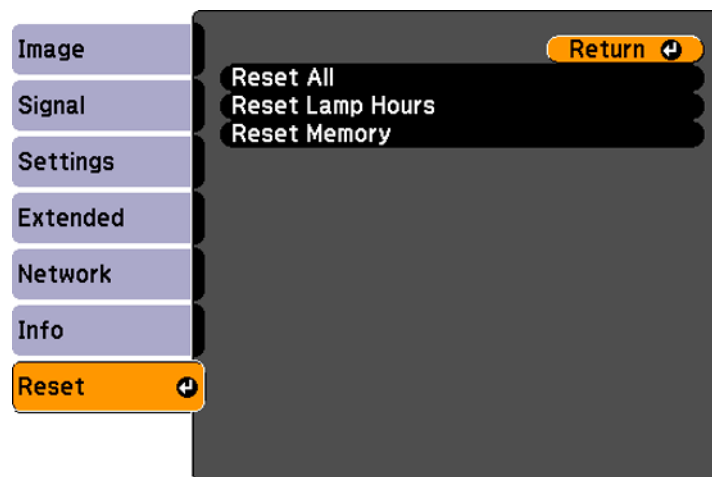 Image
Signal
Settings
Extended
Network
Info
Reset
Return
Reset All
Reset Lamp Hours
Reset Memory